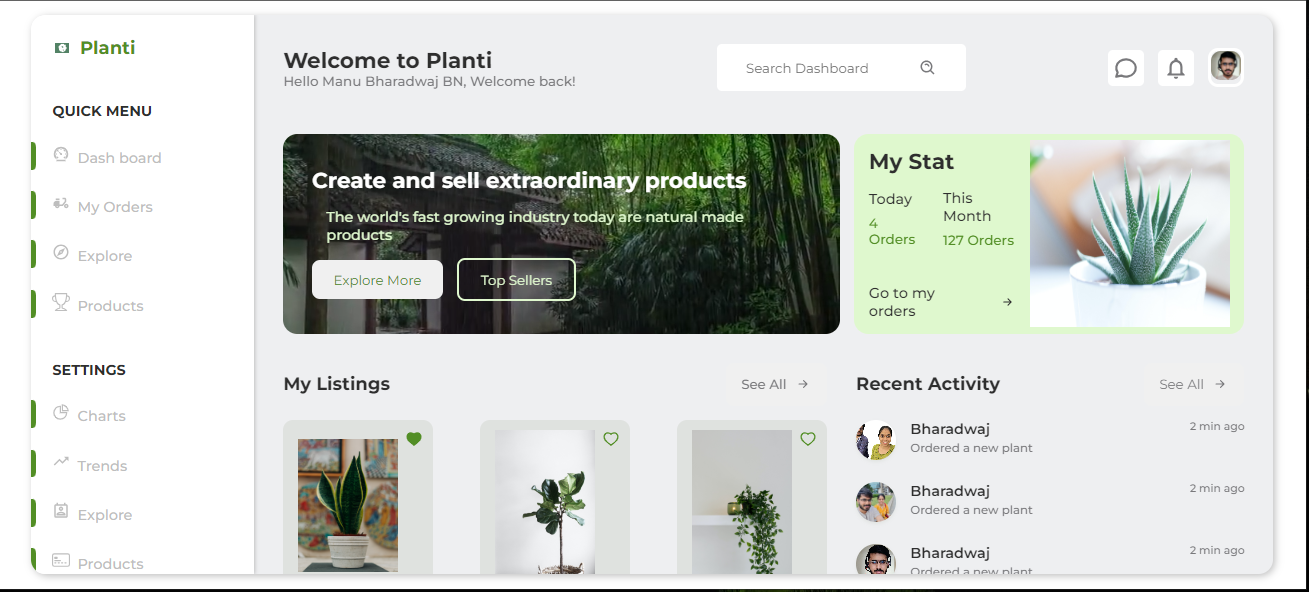 Planti
QUICK MENU
Dash board
My Orders
Explore
Products
SETTINGS
Charts
Trends
Explore
Products
Welcome to Planti
Hello Manu Bharadwaj BN, Welcome back!
Search Dashboard
Create and sell extraordinary products
The world's fast growing industry today are natural made
products
Explore More
Top Sellers
My Stat
Today
4
Orders
This
Month
127 Orders
Go to my
orders
My Listings
See All
Recent Activity
See All
Bharadwaj
2 min ago
Ordered a new plant
Bharadwaj
2 min ago
Ordered a new plant
Bharadwaj
2 min ago
Ordered a new plant